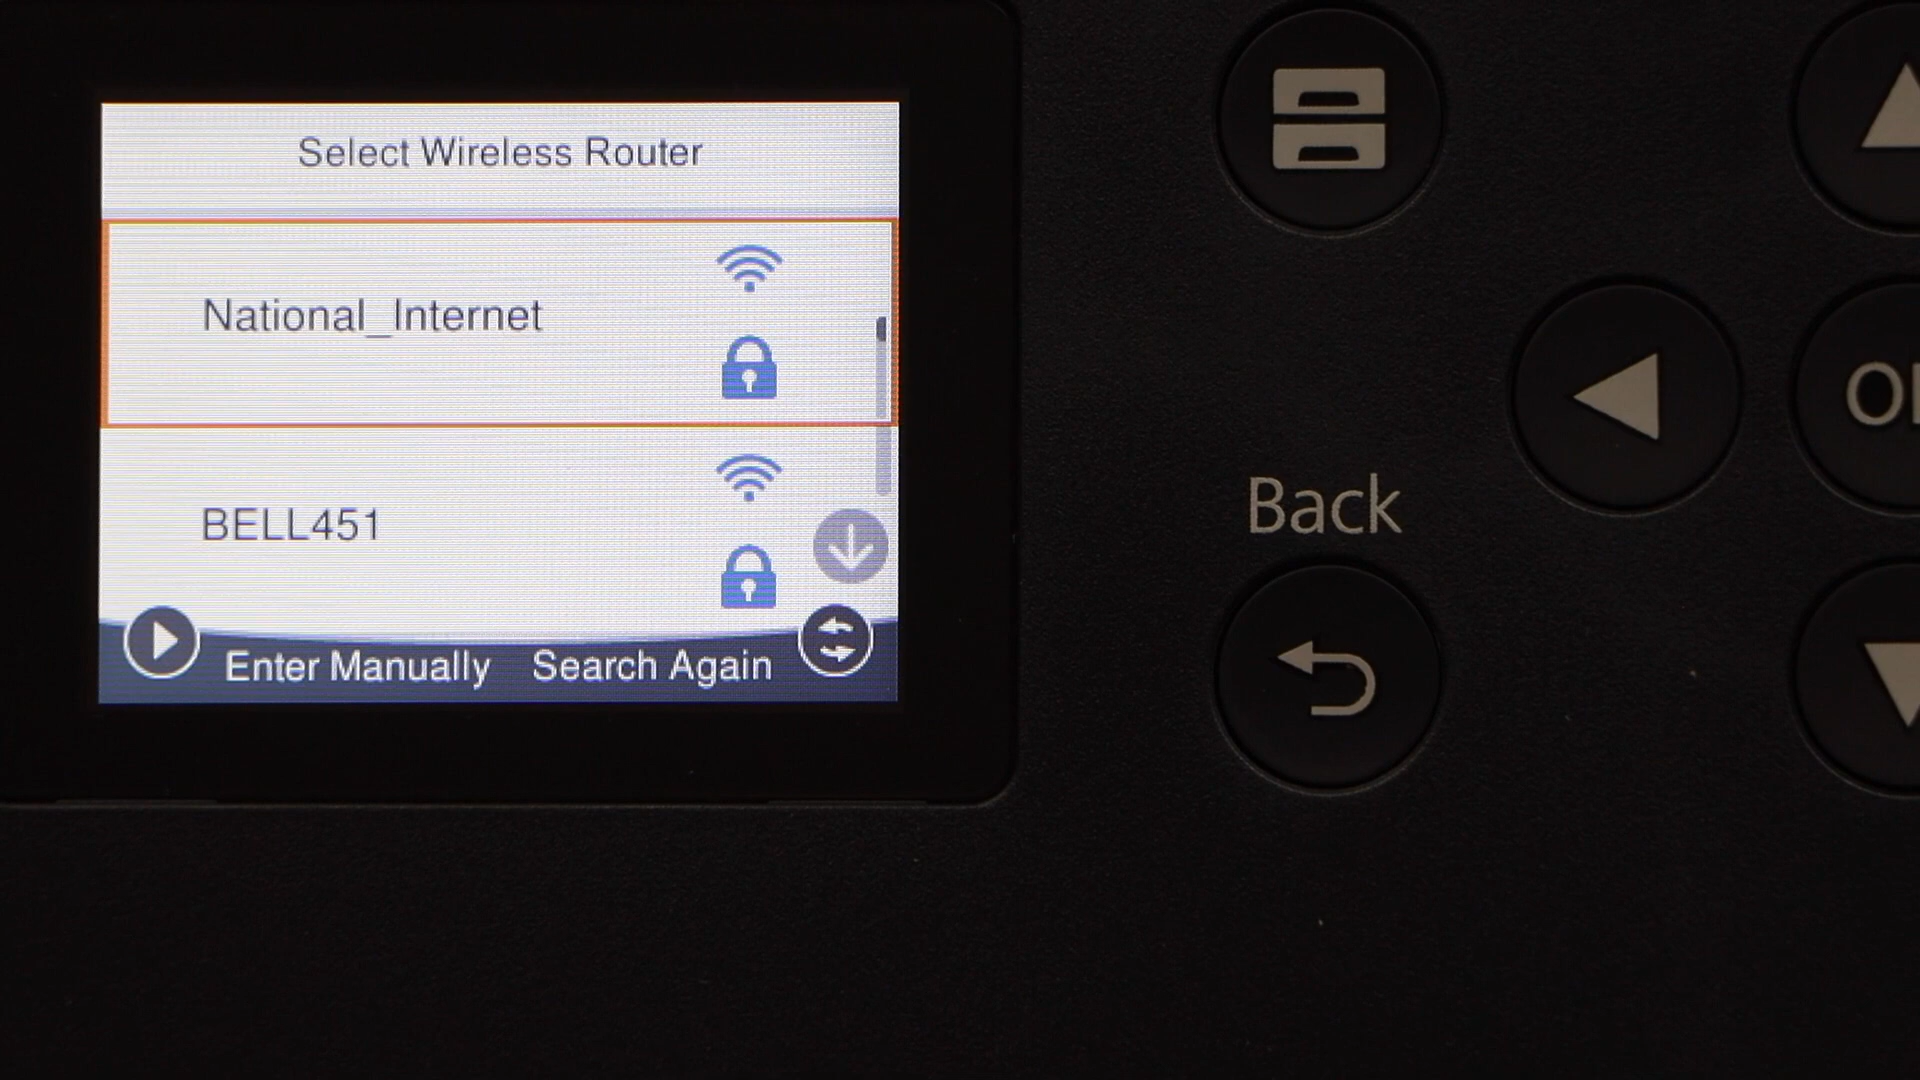 Select Wireless Router
National_Internet
BELL451
Enter Manually
Search Again
Back